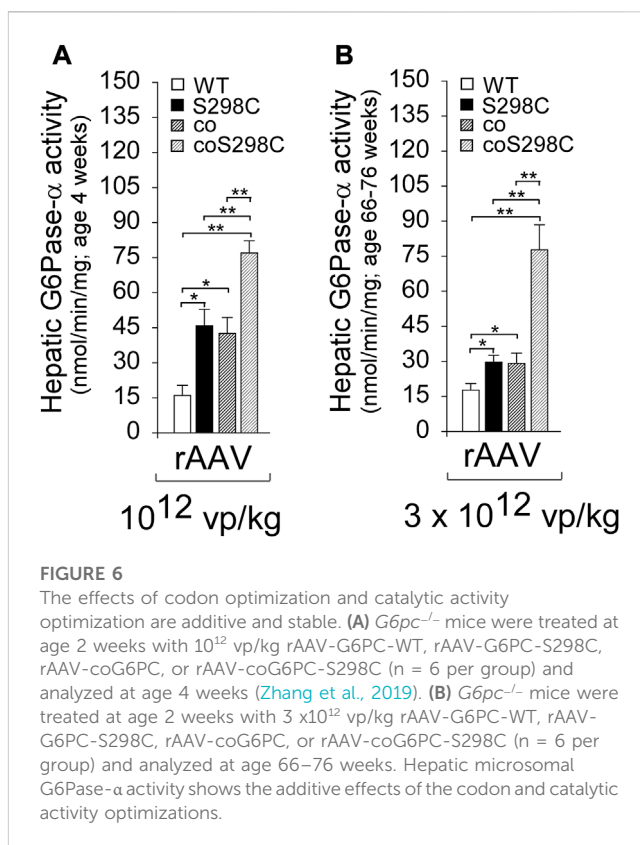 A
Hepatic G6Pase-α activity
(nmol/min/mg; age 4 weeks)
150
135
120
105
90
75
60
45
30
15
0
WT
S298C
co
coS298C
**
**
**
*
*
rAAV
10¹² vp/kg
B
Hepatic G6Pase-α activity
(nmol/min/mg; age 66-76 weeks)
150
135
120
105
90
75
60
45
30
15
0
WT
S298C
co
coS298C
**
**
**
*
*
rAAV
3 x 10¹² vp/kg
FIGURE 6
The effects of codon optimization and catalytic activity
optimization are additive and stable. (A) G6pc⁻/⁻ mice were treated at
age 2 weeks with 10¹² vp/kg rAAV-G6PC-WT, rAAV-G6PC-S298C,
rAAV-coG6PC, or rAAV-coG6PC-S298C (n = 6 per group) and
analyzed at age 4 weeks (Zhang et al., 2019). (B) G6pc⁻/⁻ mice were
treated at age 2 weeks with 3 x10¹² vp/kg rAAV-G6PC-WT, rAAV-
G6PC-S298C, rAAV-coG6PC, or rAAV-coG6PC-S298C (n = 6 per
group) and analyzed at age 66–76 weeks. Hepatic microsomal
G6Pase-α activity shows the additive effects of the codon and catalytic
activity optimizations.